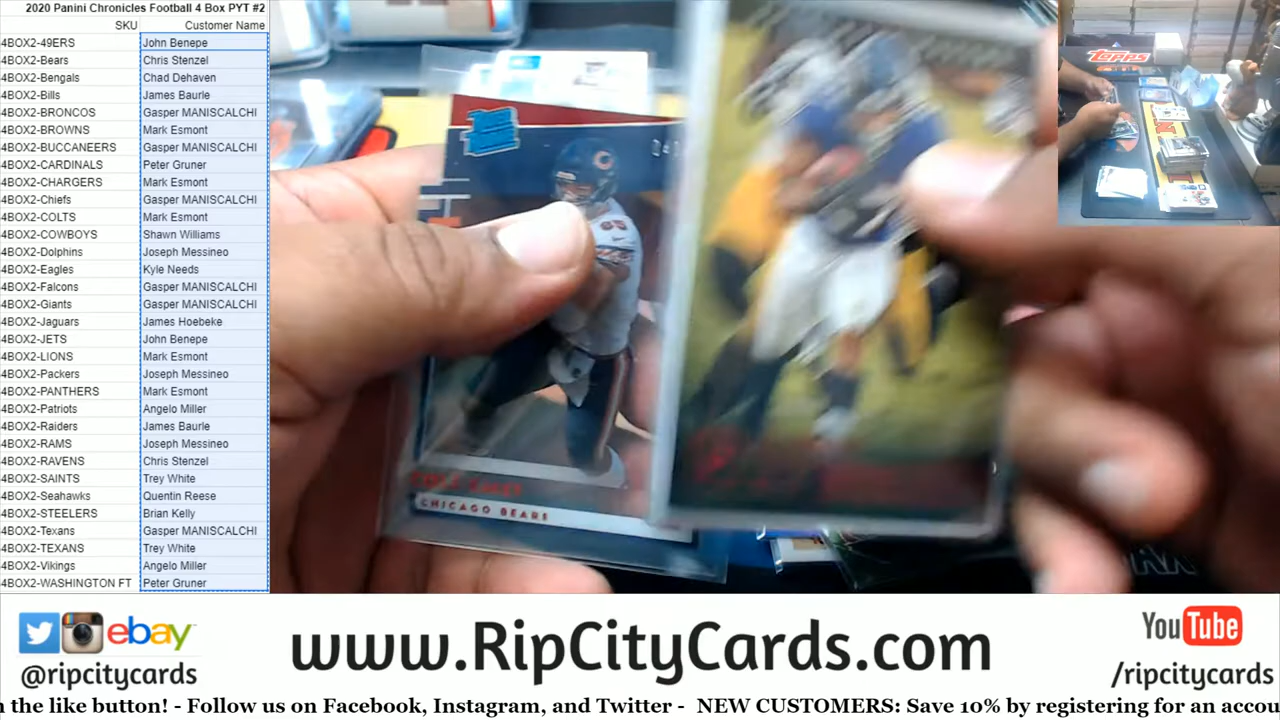 2020 Panini Chronicles Football 4 Box PYT #2
SKU Customer Name
4BOX2-49ERS John Benepe
4BOX2-Bears Chris Stenzel
4BOX2-Bengals Chad Dehaven
4BOX2-Bills James Baurle
4BOX2-BRONCOS Gasper MANISCALCHI
4BOX2-BROWNS Mark Esmont
4BOX2-BUCCANEERS Gasper MANISCALCHI
4BOX2-CARDINALS Peter Gruner
4BOX2-CHARGERS Mark Esmont
4BOX2-Chiefs Gasper MANISCALCHI
4BOX2-COLTS Mark Esmont
4BOX2-COWBOYS Shawn Williams
4BOX2-Dolphins Joseph Messineo
4BOX2-Eagles Kyle Needs
4BOX2-Falcons Gasper MANISCALCHI
4BOX2-Giants Gasper MANISCALCHI
4BOX2-Jaguars James Hoebeke
4BOX2-JETS John Benepe
4BOX2-LIONS Mark Esmont
4BOX2-Packers Joseph Messineo
4BOX2-PANTHERS Mark Esmont
4BOX2-Patriots Angelo Miller
4BOX2-Raiders James Baurle
4BOX2-RAMS Joseph Messineo
4BOX2-RAVENS Chris Stenzel
4BOX2-SAINTS Trey White
4BOX2-Seahawks Quentin Reese
4BOX2-STEELERS Brian Kelly
4BOX2-Texans Gasper MANISCALCHI
4BOX2-TEXANS Trey White
4BOX2-Vikings Angelo Miller
4BOX2-WASHINGTON FT Peter Gruner
CHICAGO BEARS
Topps
ebay
@ripcitycards
www.RipCityCards.com
YouTube
/ripcitycards
n the like button! - Follow us on Facebook, Instagram, and Twitter - NEW CUSTOMERS: Save 10% by registering for an accou